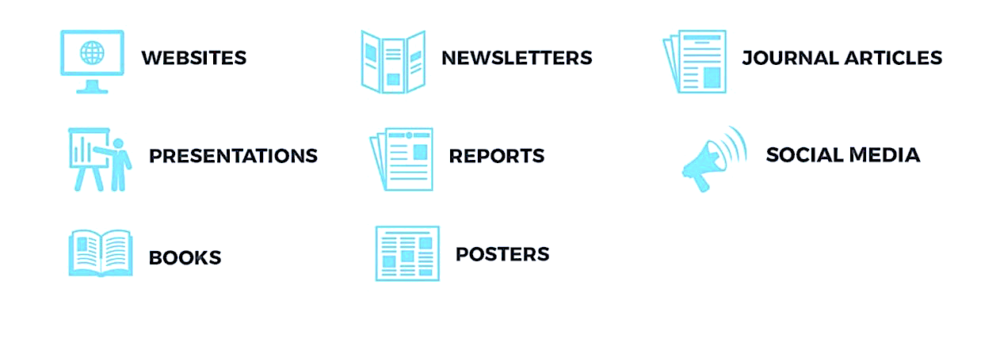 WEBSITES
NEWSLETTERS
JOURNAL ARTICLES
PRESENTATIONS
REPORTS
SOCIAL MEDIA
BOOKS
POSTERS